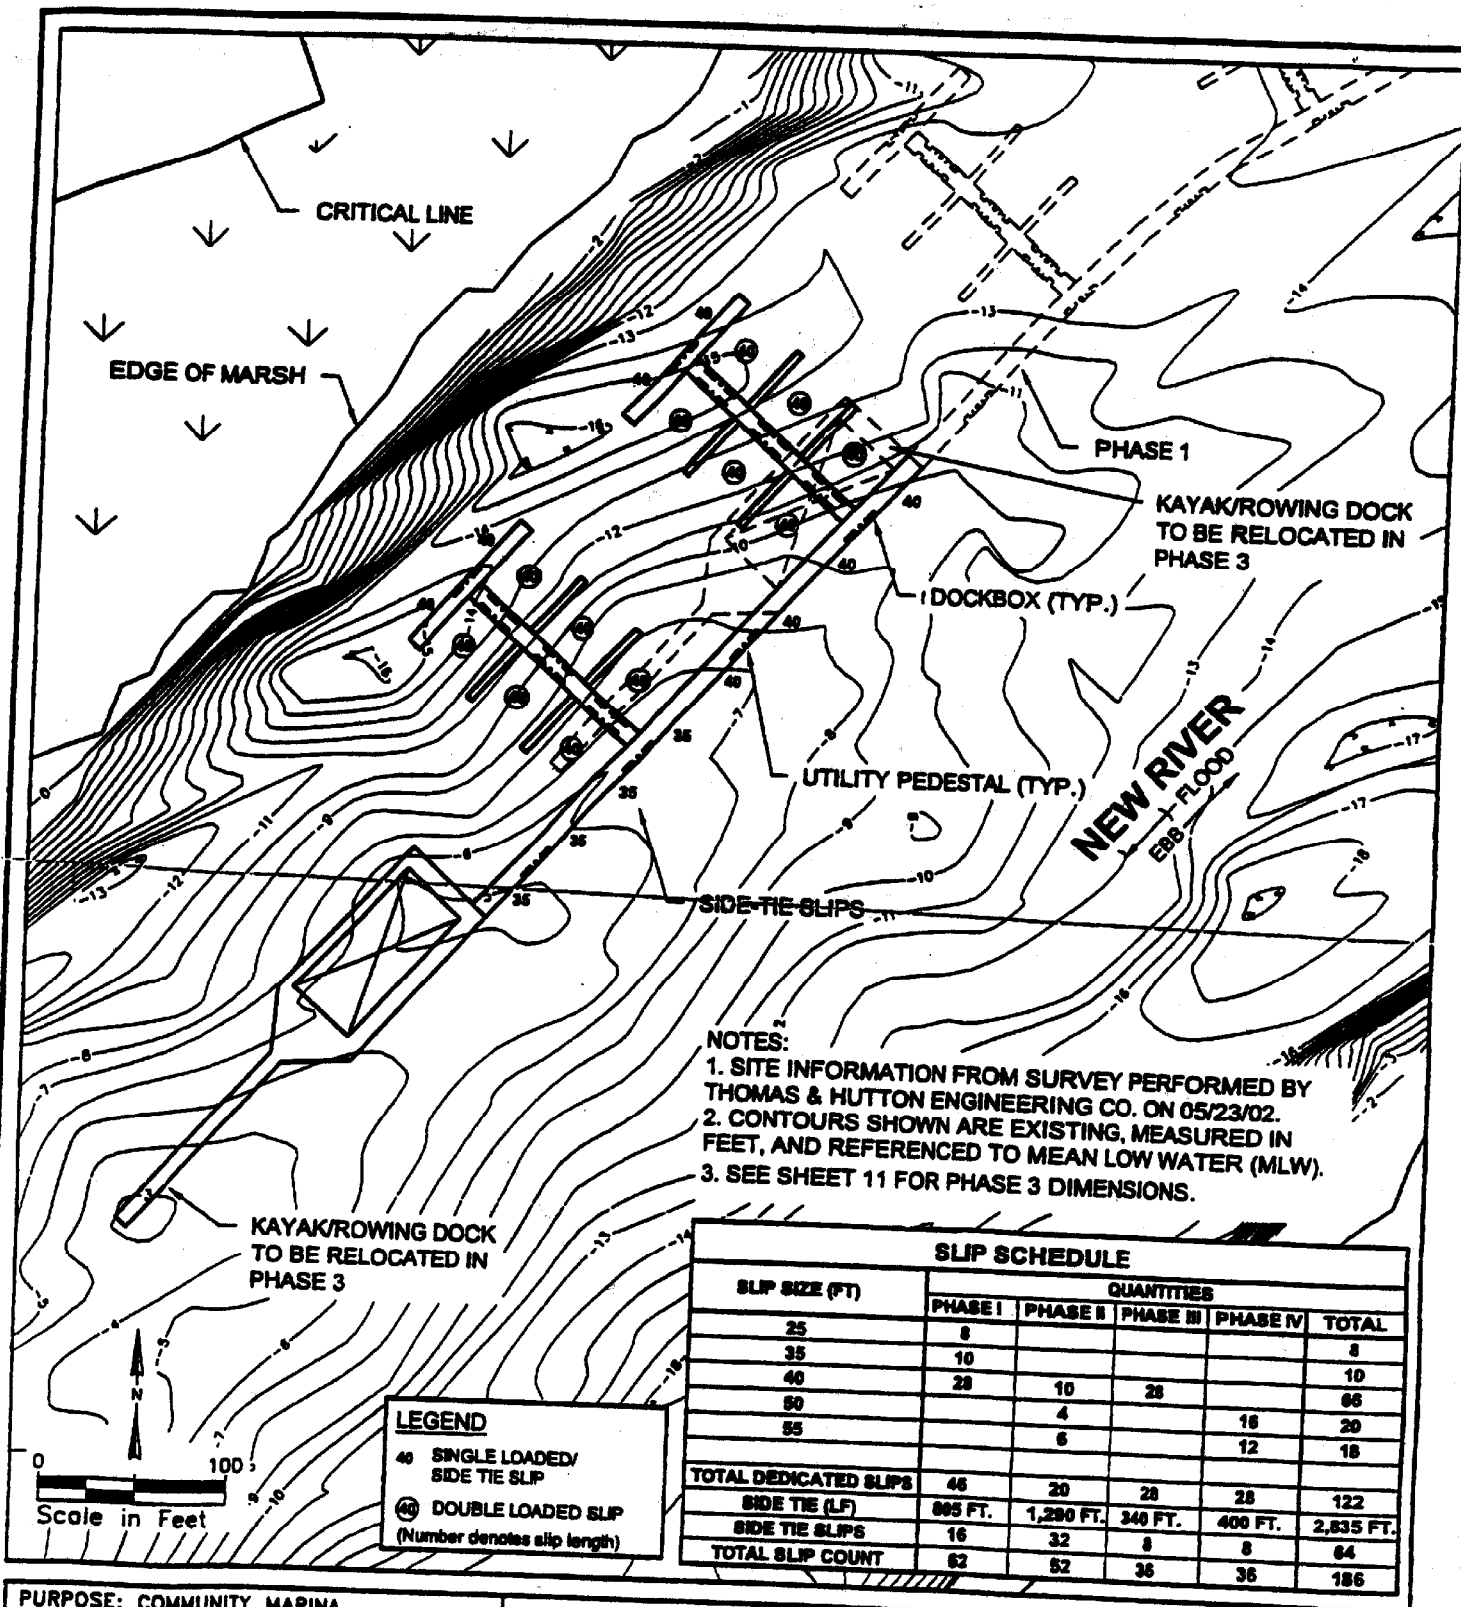 CRITICAL LINE
EDGE OF MARSH
PHASE 1
KAYAK/ROWING DOCK
TO BE RELOCATED IN
PHASE 3
DOCKBOX (TYP.)
UTILITY PEDESTAL (TYP.)
NEW RIVER
EBB
FLOOD
SIDE-TIE SLIPS
NOTES:
1. SITE INFORMATION FROM SURVEY PERFORMED BY
THOMAS & HUTTON ENGINEERING CO. ON 05/23/02.
2. CONTOURS SHOWN ARE EXISTING, MEASURED IN
FEET, AND REFERENCED TO MEAN LOW WATER (MLW).
3. SEE SHEET 11 FOR PHASE 3 DIMENSIONS.
KAYAK/ROWING DOCK
TO BE RELOCATED IN
PHASE 3
SLIP SCHEDULE
SLIP SIZE (FT) QUANTITIES
PHASE I PHASE II PHASE III PHASE IV TOTAL
25 8 8
35 10 10
40 28 10 28 66
50 4 16 20
55 6 12 18
TOTAL DEDICATED SLIPS 46 20 28 28 122
SIDE TIE (LF) 805 FT. 1,290 FT. 340 FT. 400 FT. 2,835 FT.
SIDE TIE SLIPS 16 32 8 8 64
TOTAL SLIP COUNT 62 52 36 36 186
LEGEND
40 SINGLE LOADED/
SIDE TIE SLIP
40 DOUBLE LOADED SLIP
(Number denotes slip length)
N
0 100
Scale in Feet
PURPOSE: COMMUNITY MARINA